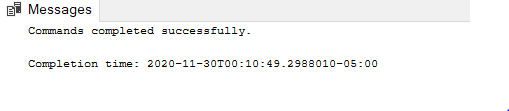 Messages
Commands completed successfully.
Completion time: 2020-11-30T00:10:49.2988010-05:00